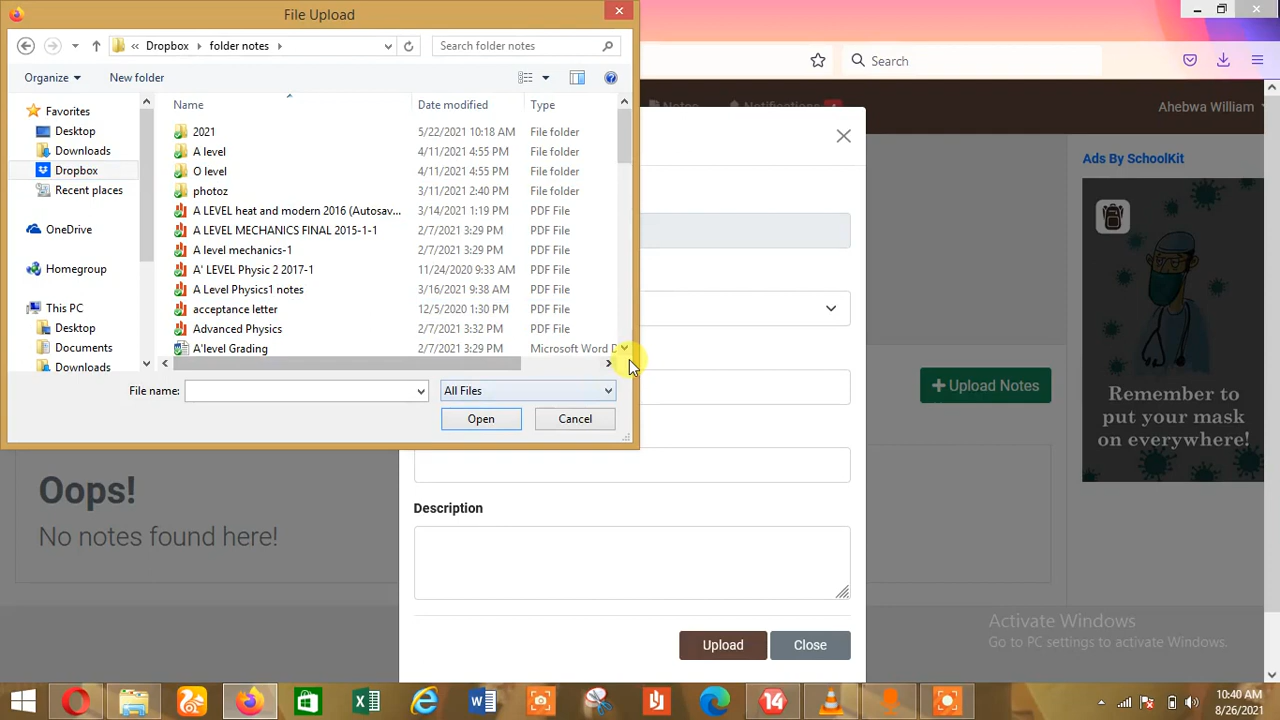 File Upload
Dropbox folder notes
Search folder notes
Organize
New folder
Search
Name
Date modified
Type
Favorites
Desktop
Downloads
Dropbox
Recent places
OneDrive
Homegroup
This PC
Desktop
Documents
Downloads
2021 5/22/2021 10:18 AM File folder
A level 4/11/2021 4:55 PM File folder
O level 4/11/2021 4:55 PM File folder
photoz 3/11/2021 2:40 PM File folder
A LEVEL heat and modern 2016 (Autosav... 3/14/2021 1:19 PM PDF File
A LEVEL MECHANICS FINAL 2015-1-1 2/7/2021 3:29 PM PDF File
A level mechanics-1 2/7/2021 3:29 PM PDF File
A' LEVEL Physic 2 2017-1 11/24/2020 9:33 AM PDF File
A Level Physics1 notes 3/16/2021 9:38 AM PDF File
acceptance letter 12/5/2020 1:30 PM PDF File
Advanced Physics 2/7/2021 3:32 PM PDF File
A'level Grading 2/7/2021 3:29 PM Microsoft Word D
File name:
All Files
Open
Cancel
Notes
Notifications
Ahebwa William
Ads By SchoolKit
Upload Notes
Remember to
put your mask
on everywhere!
Oops!
No notes found here!
Description
Upload
Close
Activate Windows
Go to PC settings to activate Windows.
14
10:40 AM
8/26/2021